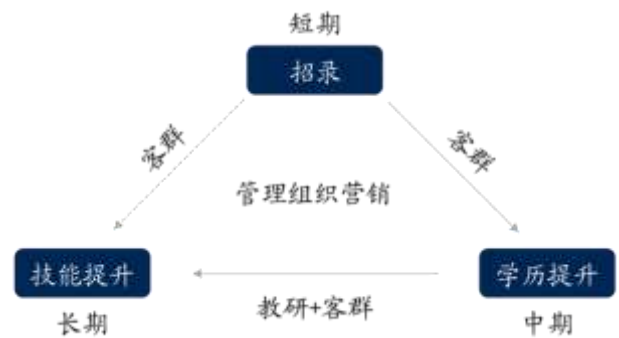 短期
招录
客群
客群
管理组织营销
技能提升
学历提升
教研+客群
长期
中期